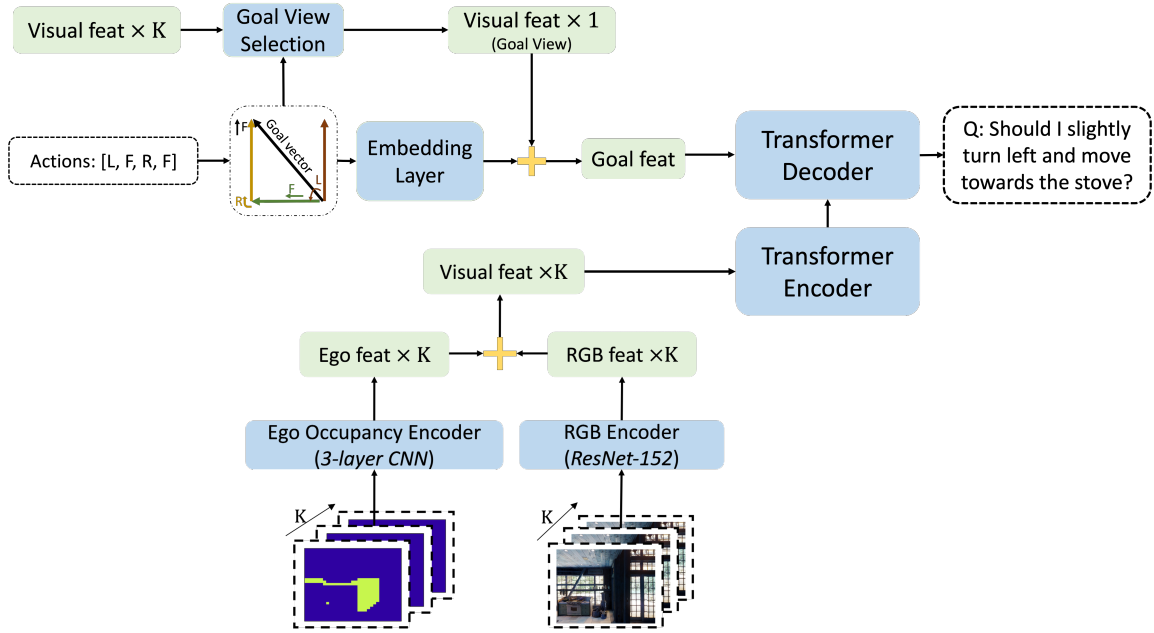 Visual feat × K
Goal View
Selection
Visual feat × 1
(Goal View)
Actions: [L, F, R, F]
F
Goal vector
L
F
R
Embedding
Layer
Goal feat
Transformer
Decoder
Q: Should I slightly
turn left and move
towards the stove?
Visual feat ×K
Transformer
Encoder
Ego feat × K
RGB feat ×K
Ego Occupancy Encoder
(3-layer CNN)
RGB Encoder
(ResNet-152)
K
K